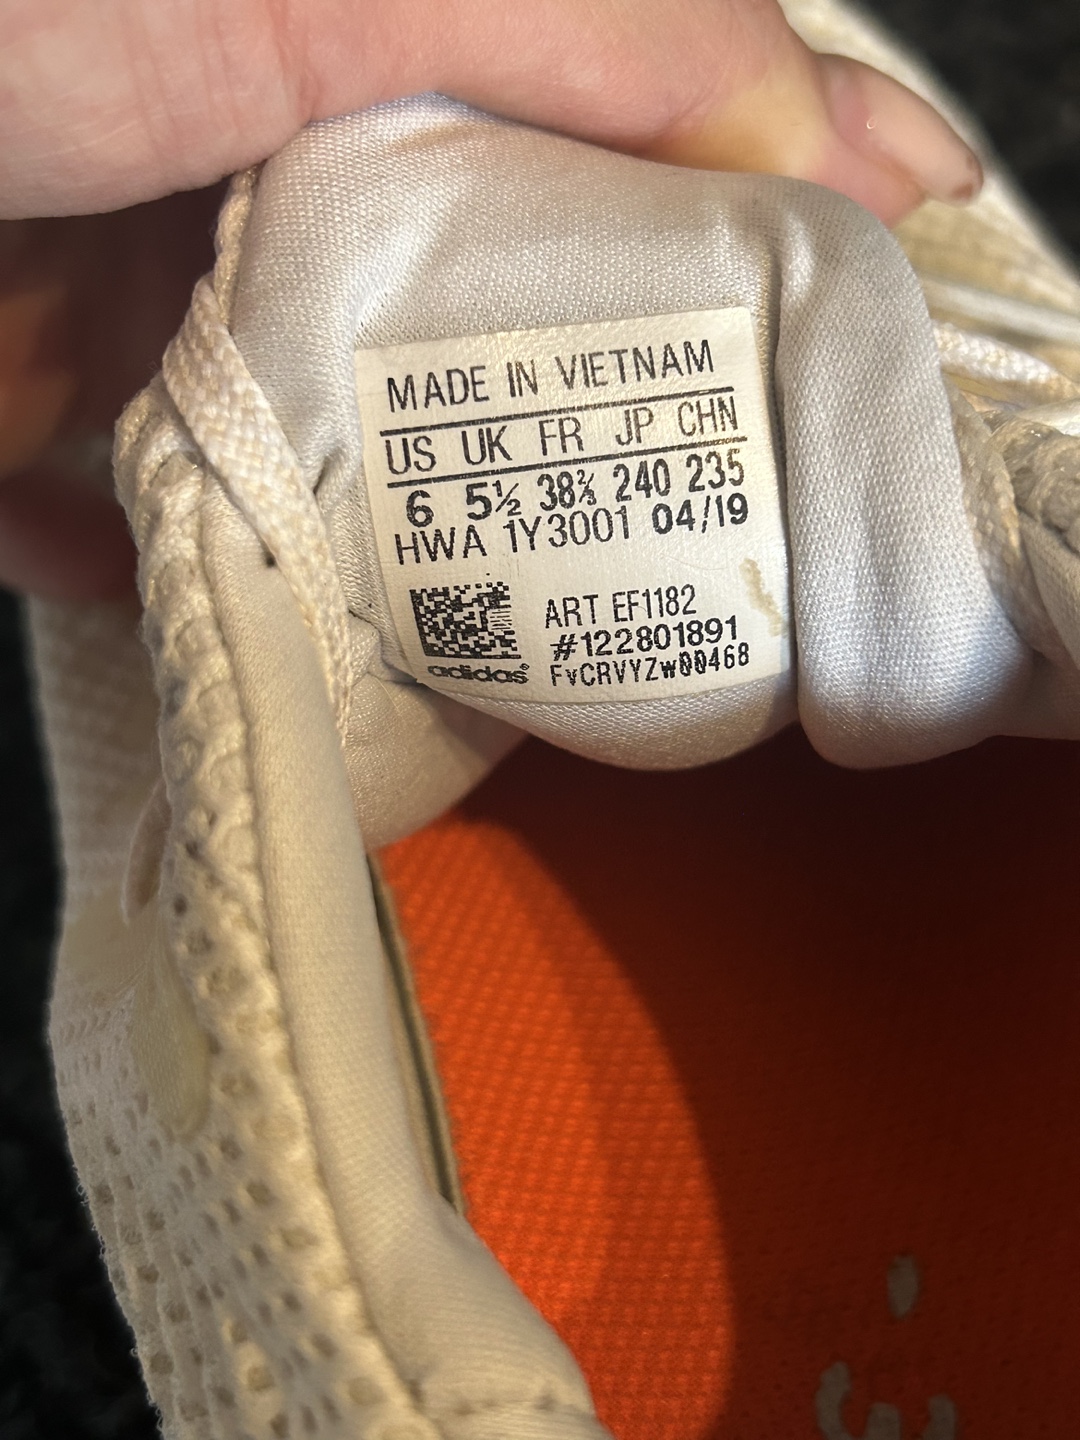 MADE IN VIETNAM
US UK FR JP CHN
6 5½ 38⅔ 240 235
HWA 1Y3001 04/19
ART EF1182
#122801891
adidas® FvCRVYZw00468